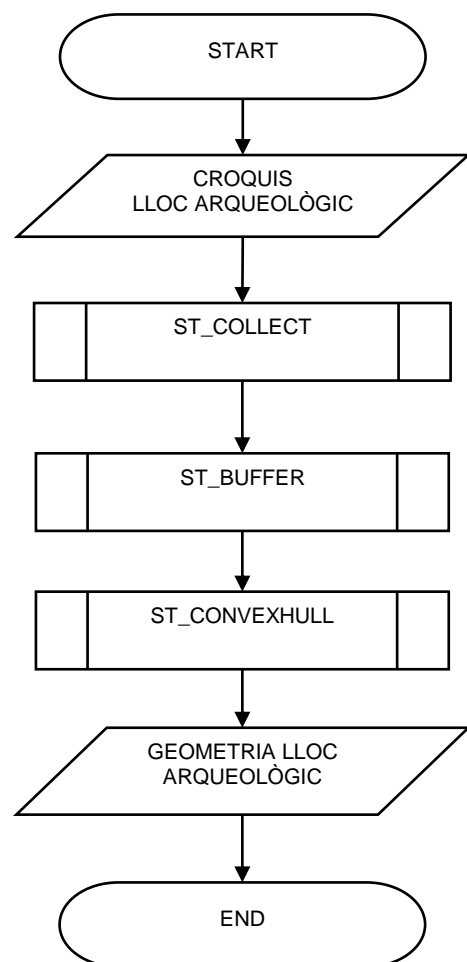 START
CROQUIS
LLOC ARQUEOLÒGIC
ST_COLLECT
ST_BUFFER
ST_CONVEXHULL
GEOMETRIA LLOC
ARQUEOLÒGIC
END